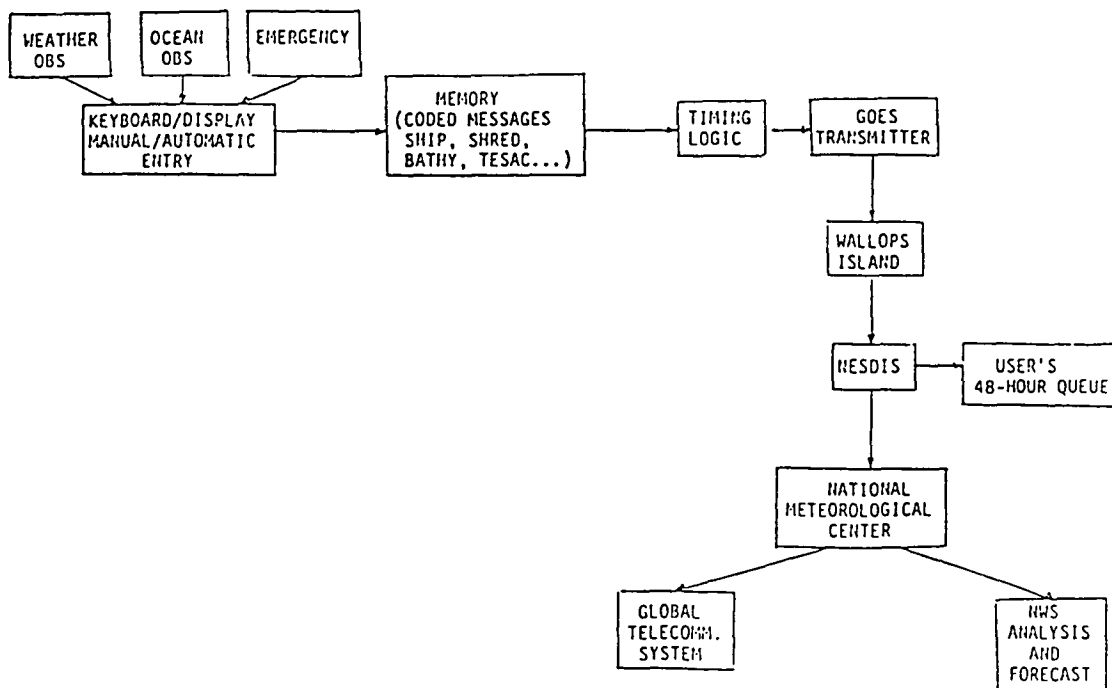 WEATHER
OBS
OCEAN
OBS
EMERGENCY
KEYBOARD/DISPLAY
MANUAL/AUTOMATIC
ENTRY
MEMORY
(CODED MESSAGES
SHIP, SHRED,
BATHY, TESAC...)
TIMING
LOGIC
GOES
TRANSMITTER
WALLOPS
ISLAND
NESDIS
USER'S
48-HOUR QUEUE
NATIONAL
METEOROLOGICAL
CENTER
GLOBAL
TELECOMM.
SYSTEM
NWS
ANALYSIS
AND
FORECAST